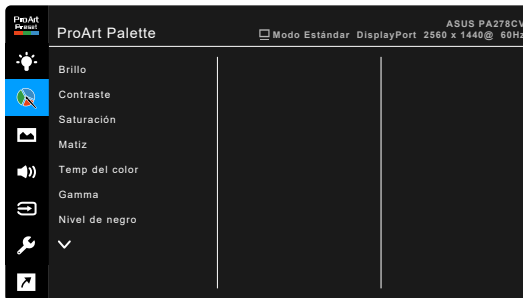 ProArt
Preset
ProArt Palette
ASUS PA278CV
Modo Estándar DisplayPort 2560 x 1440@ 60Hz
Brillo
Contraste
Saturación
Matiz
Temp del color
Gamma
Nivel de negro